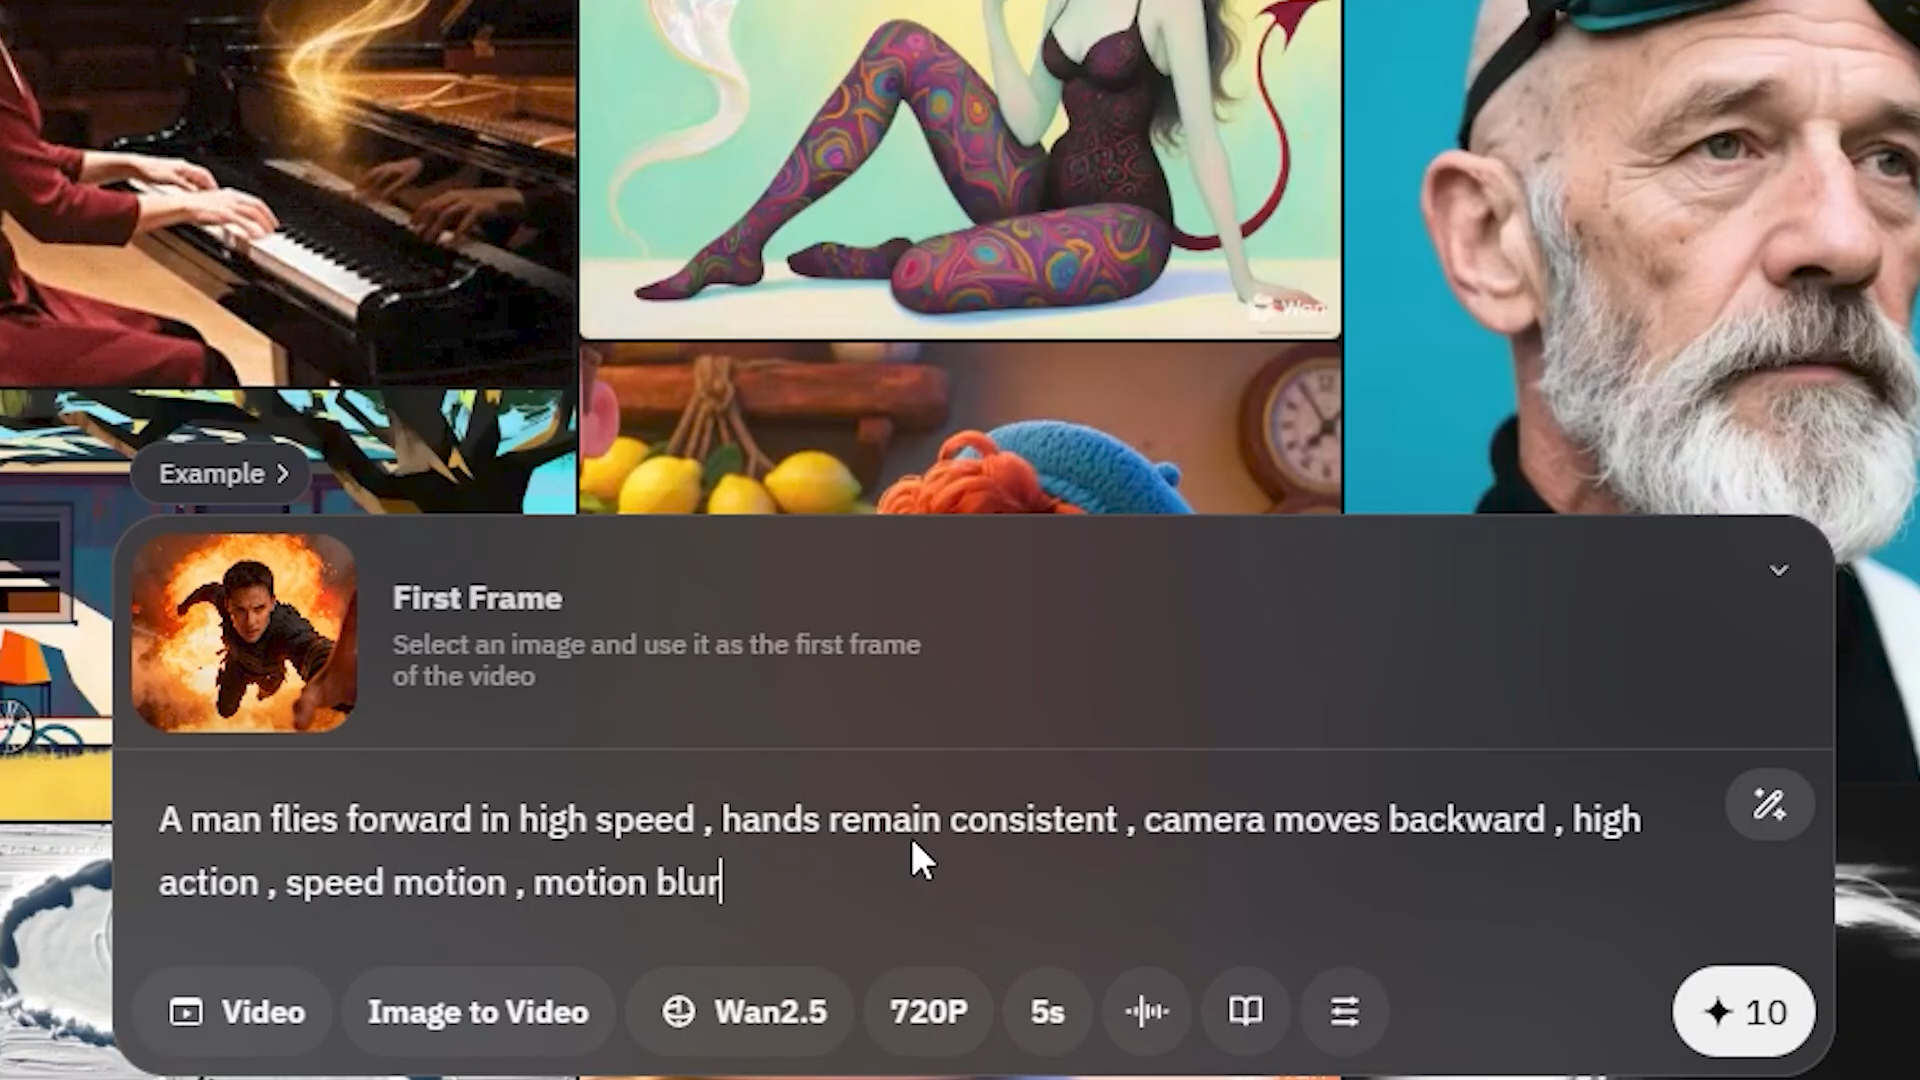 Wan
Example >
First Frame
Select an image and use it as the first frame
of the video
A man flies forward in high speed , hands remain consistent , camera moves backward , high
action , speed motion , motion blur
Video
Image to Video
Wan2.5
720P
5s
10